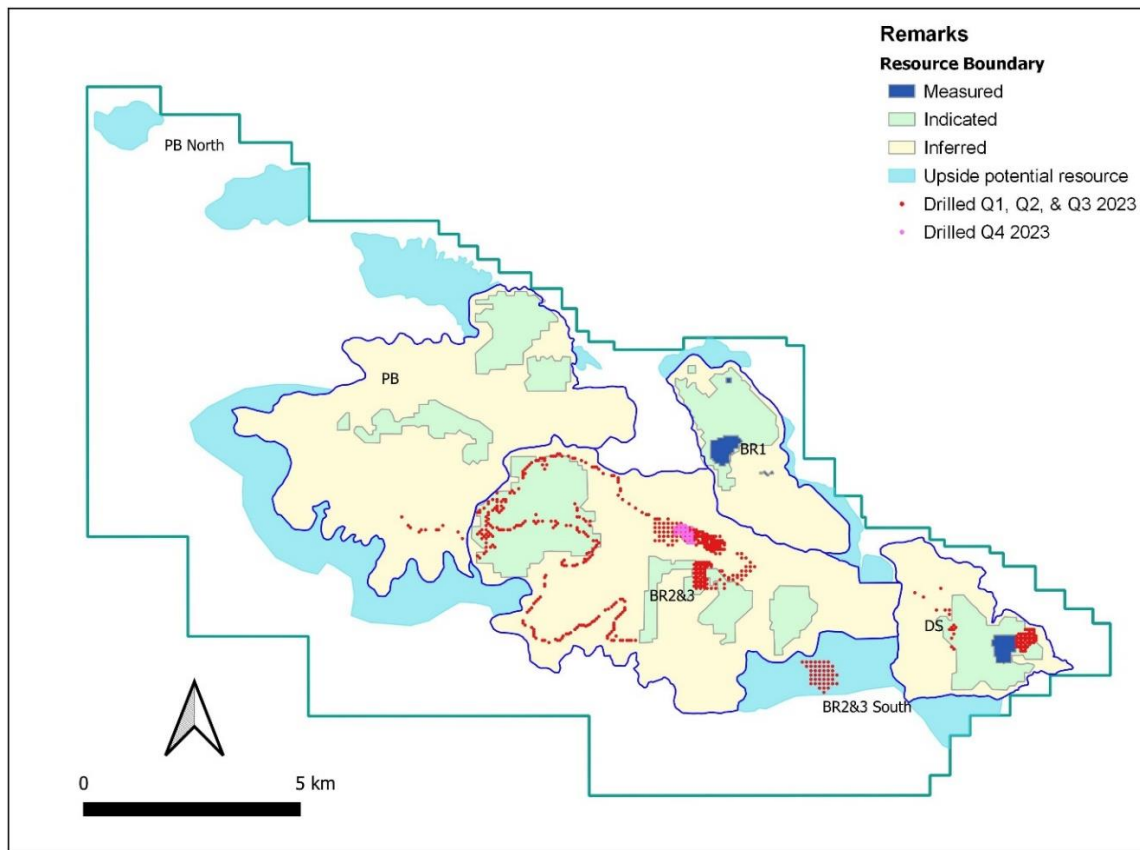 Remarks
Resource Boundary
Measured
Indicated
Inferred
Upside potential resource
Drilled Q1, Q2, & Q3 2023
Drilled Q4 2023
PB North
PB
BR1
BR2&3
DS
BR2&3 South
0 5 km